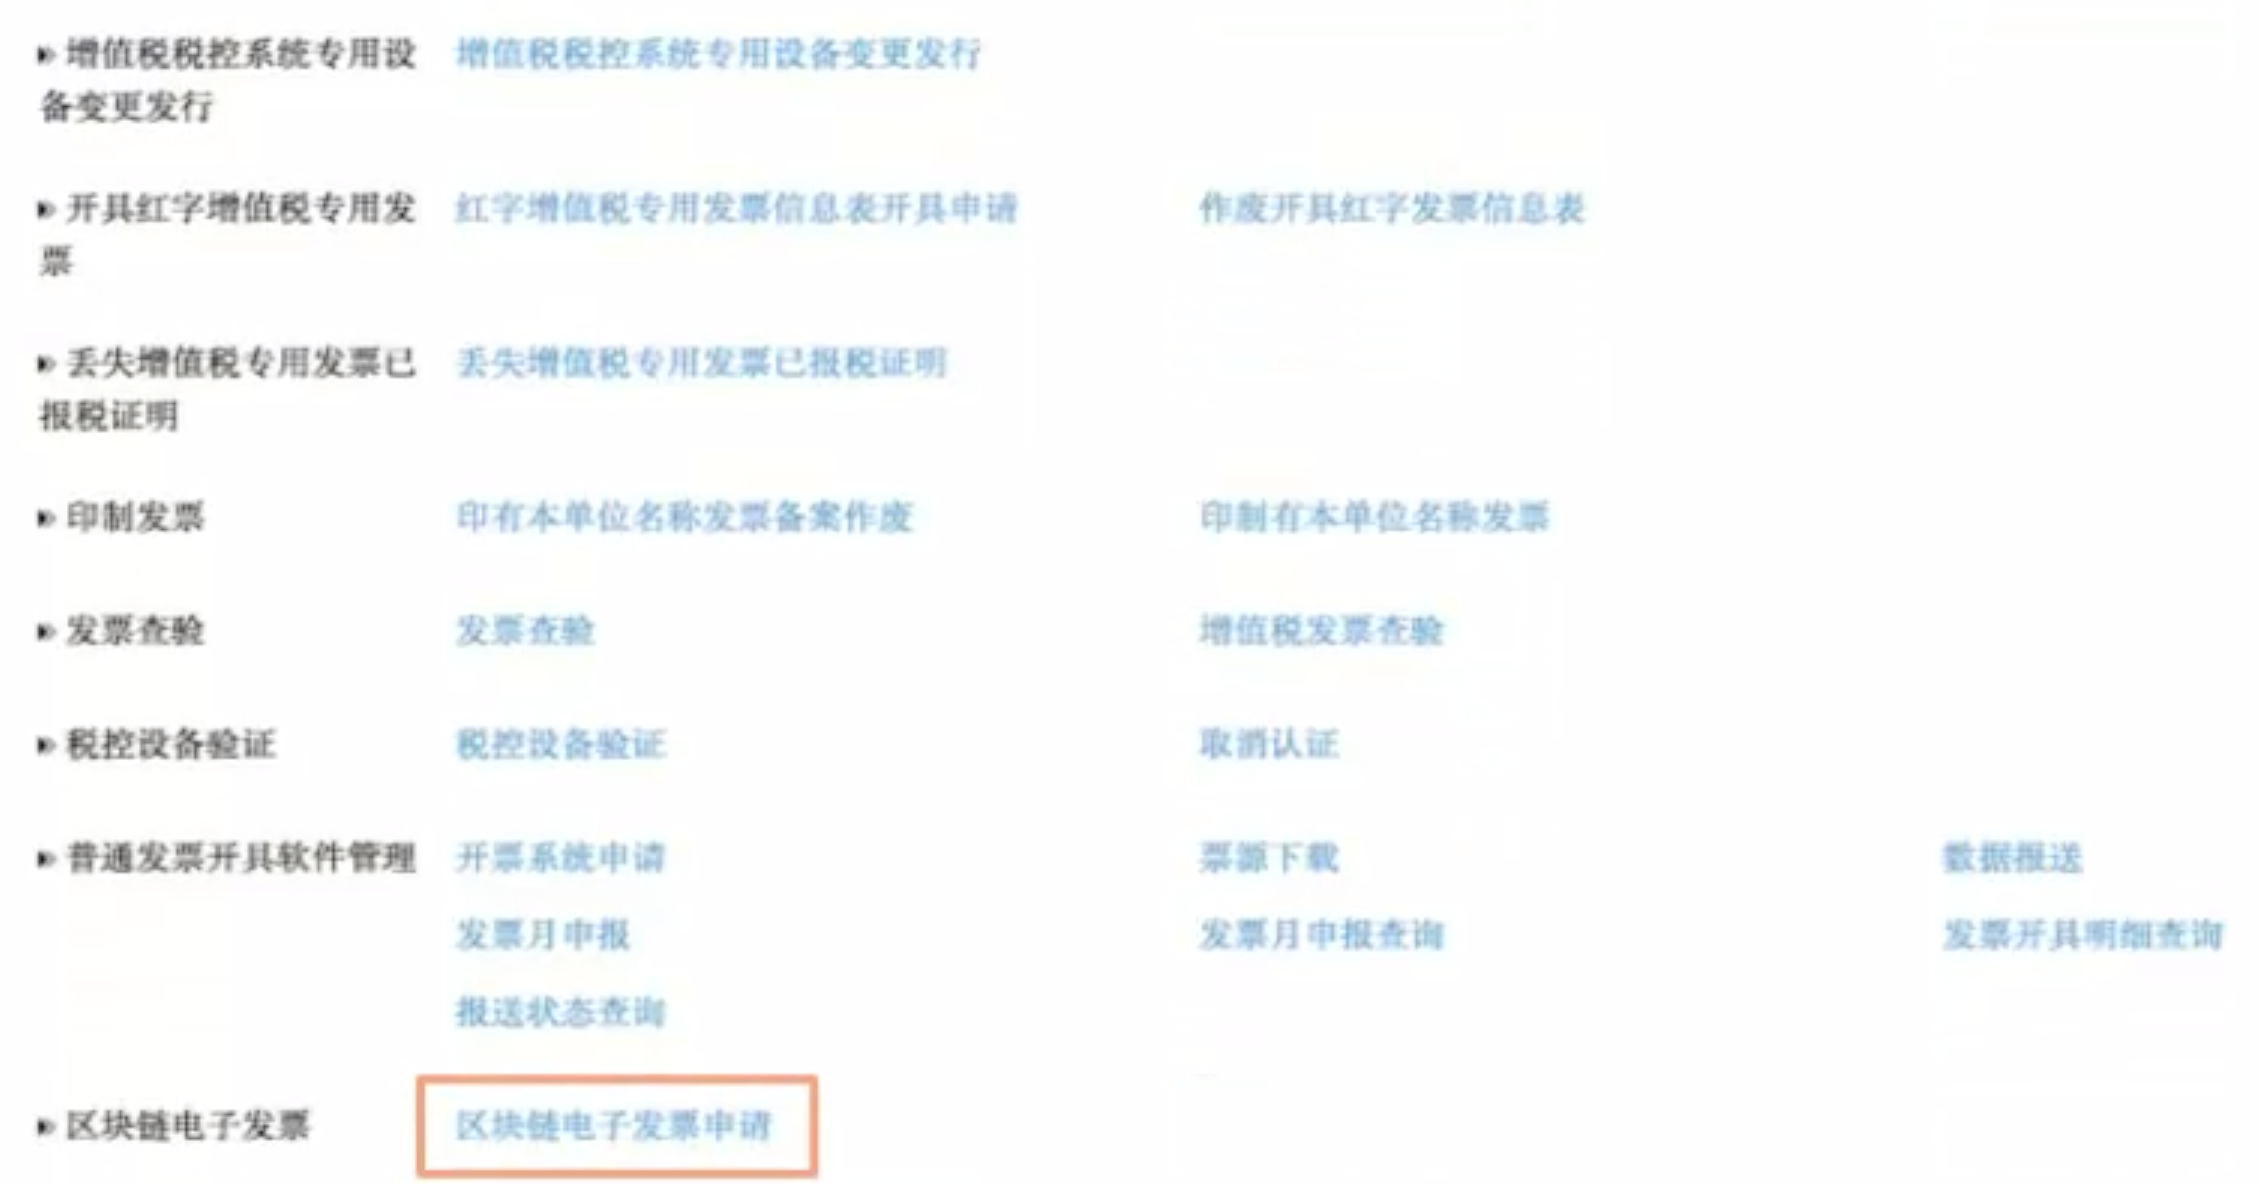 增值税税控系统专用设 增值税税控系统专用设备变更发行
备变更发行
开具红字增值税专用发 红字增值税专用发票信息表开具申请 作废开具红字发票信息表
票
丢失增值税专用发票已 丢失增值税专用发票已报税证明
报税证明
印制发票 印有本单位名称发票备案作废 印制有本单位名称发票
发票查验 发票查验 增值税发票查验
税控设备验证 税控设备验证 取消认证
普通发票开具软件管理 开票系统申请 票源下载 数据报送
发票月申报 发票月申报查询 发票开具明细查询
报送状态查询
区块链电子发票 区块链电子发票申请